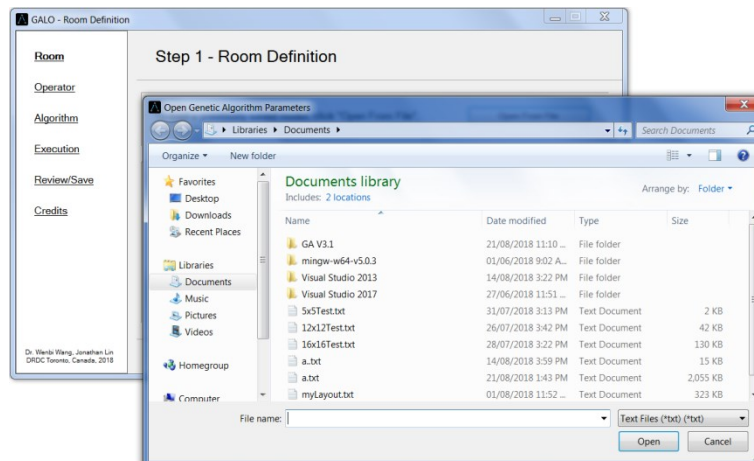 GALO - Room Definition
Room
Operator
Algorithm
Execution
Review/Save
Credits
Dr. Wenbi Wang, Jonathan Lin
DRDC Toronto, Canada, 2018
Step 1 - Room Definition
Open Genetic Algorithm Parameters
Libraries Documents
Search Documents
Organize New folder
Favorites
Desktop
Downloads
Recent Places
Libraries
Documents
Music
Pictures
Videos
Homegroup
Computer
Documents library
Includes: 2 locations
Arrange by: Folder
Name Date modified Type Size
GA V3.1 21/08/2018 11:10 ... File folder
mingw-w64-v5.0.3 01/06/2018 9:02 A... File folder
Visual Studio 2013 14/08/2018 3:22 PM File folder
Visual Studio 2017 27/06/2018 11:51 ... File folder
5x5Test.txt 31/07/2018 3:13 PM Text Document 2 KB
12x12Test.txt 26/07/2018 3:42 PM Text Document 42 KB
16x16Test.txt 28/07/2018 3:22 PM Text Document 130 KB
a..txt 14/08/2018 3:59 PM Text Document 15 KB
a.txt 21/08/2018 1:43 PM Text Document 2,055 KB
myLayout.txt 01/08/2018 11:52 ... Text Document 323 KB
File name:
Text Files (*txt) (*txt)
Open Cancel